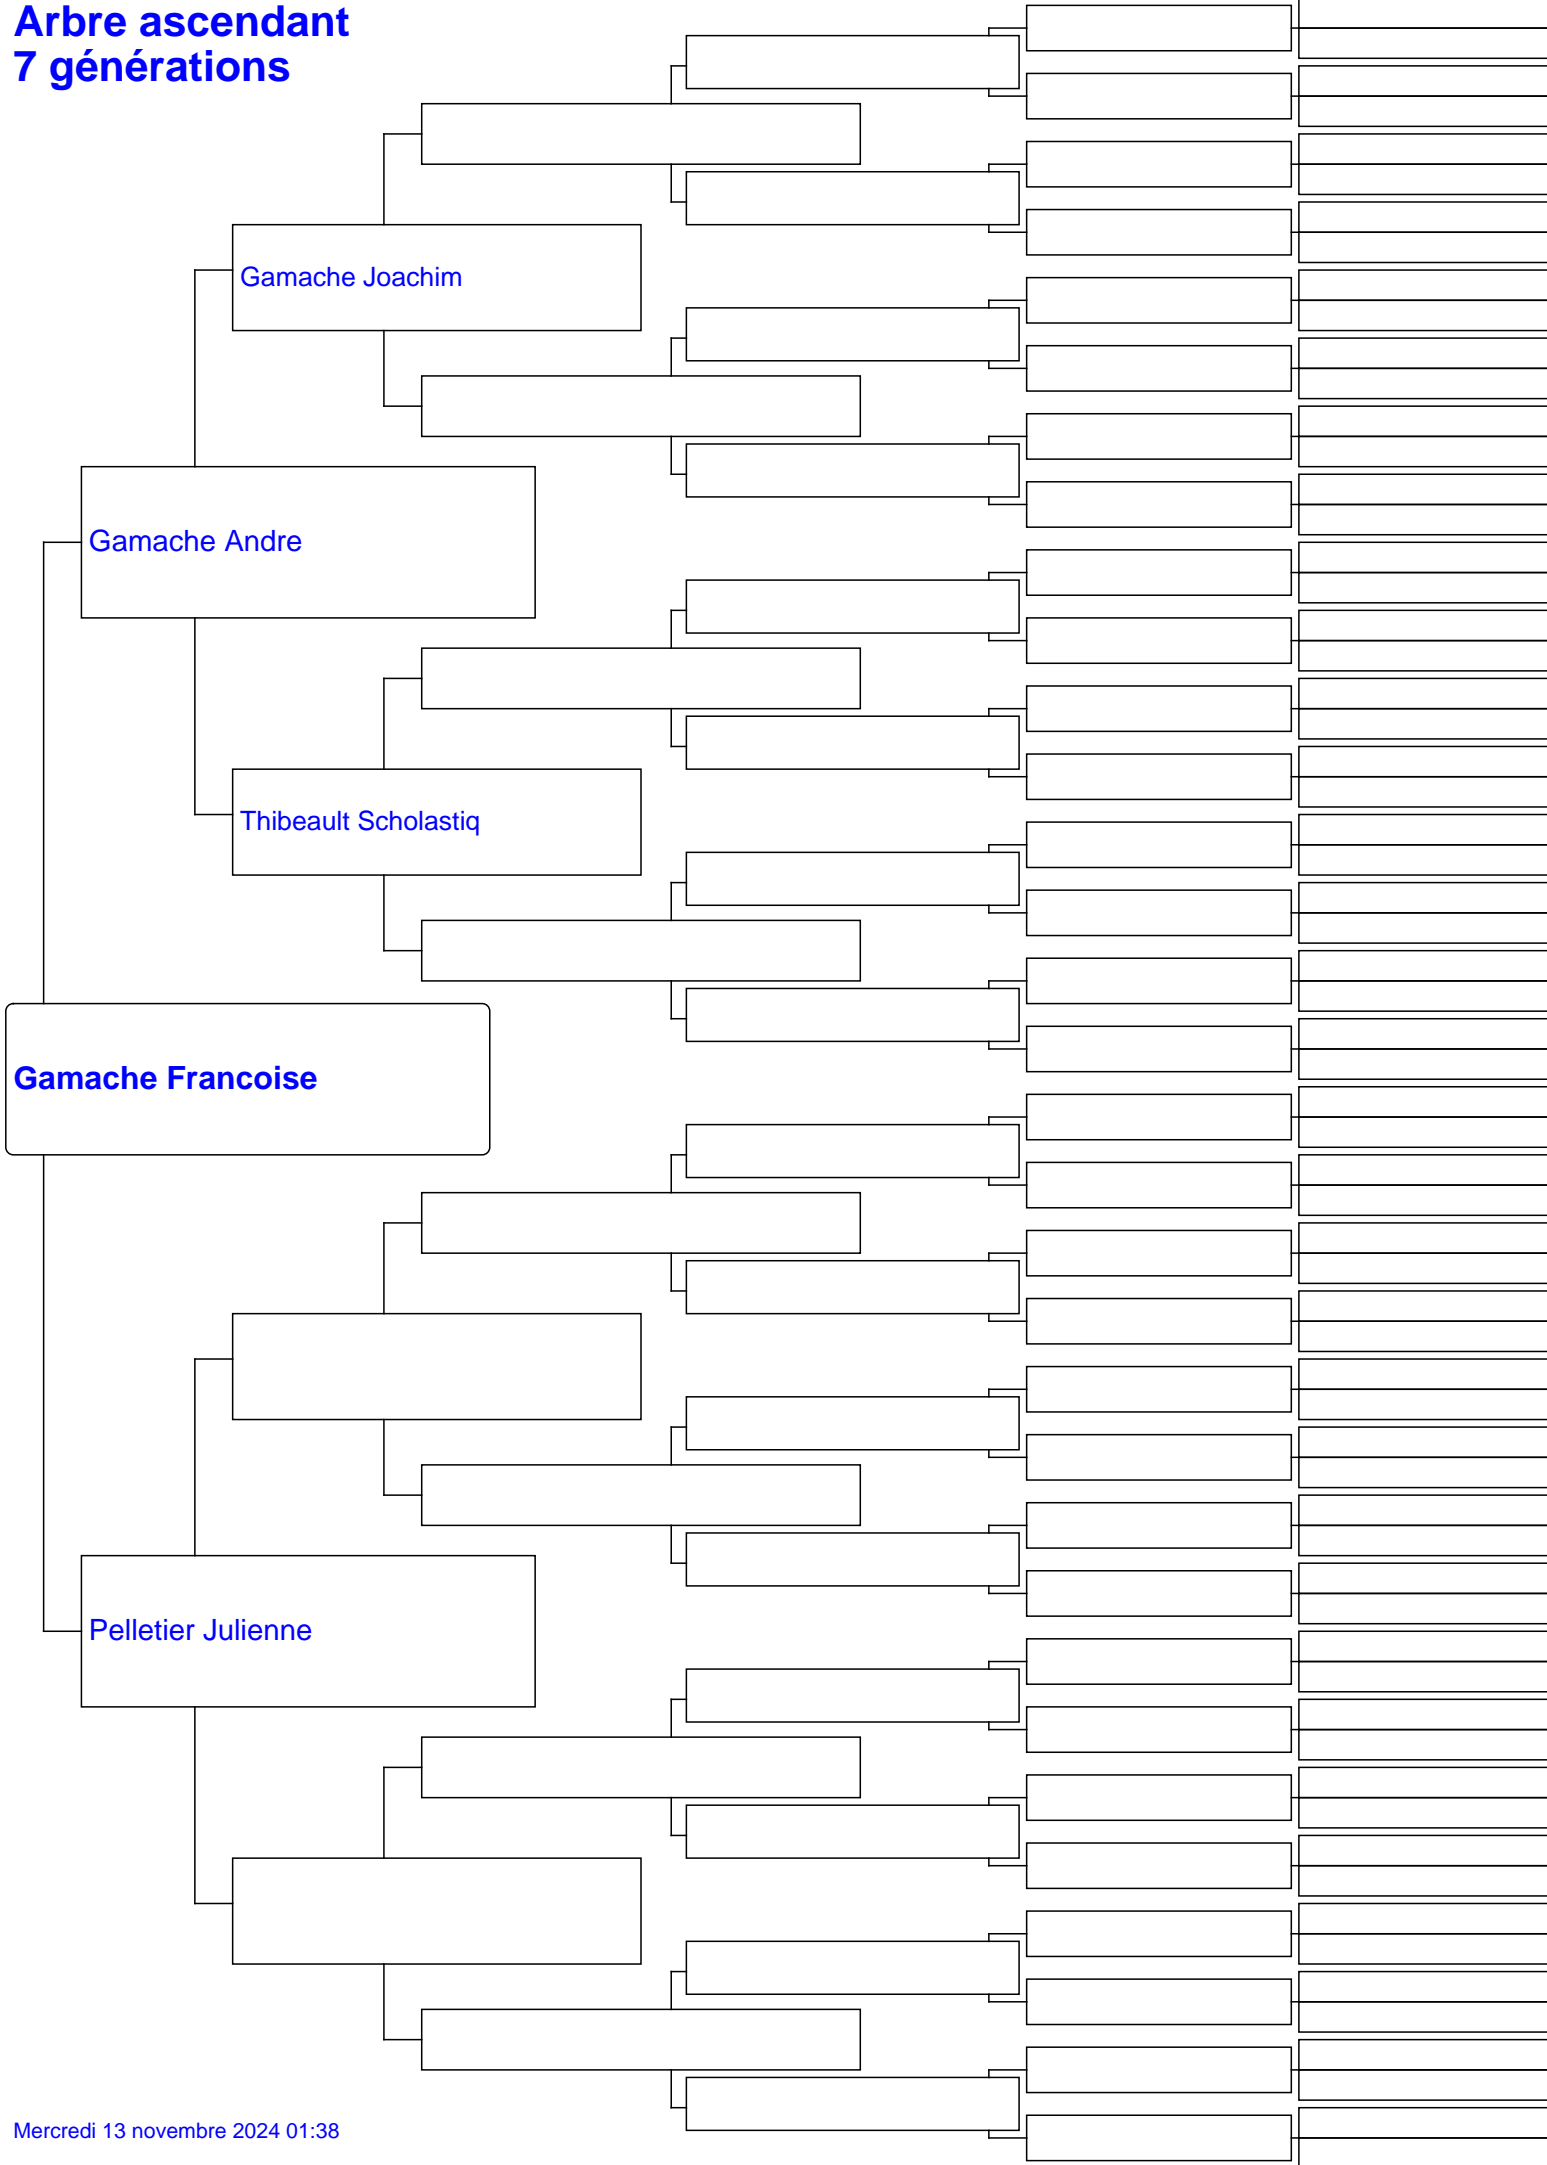 Arbre ascendant
7 générations
Gamache Joachim
Gamache Andre
Thibeault Scholastiq
Gamache Francoise
Pelletier Julienne
Mercredi 13 novembre 2024 01:38